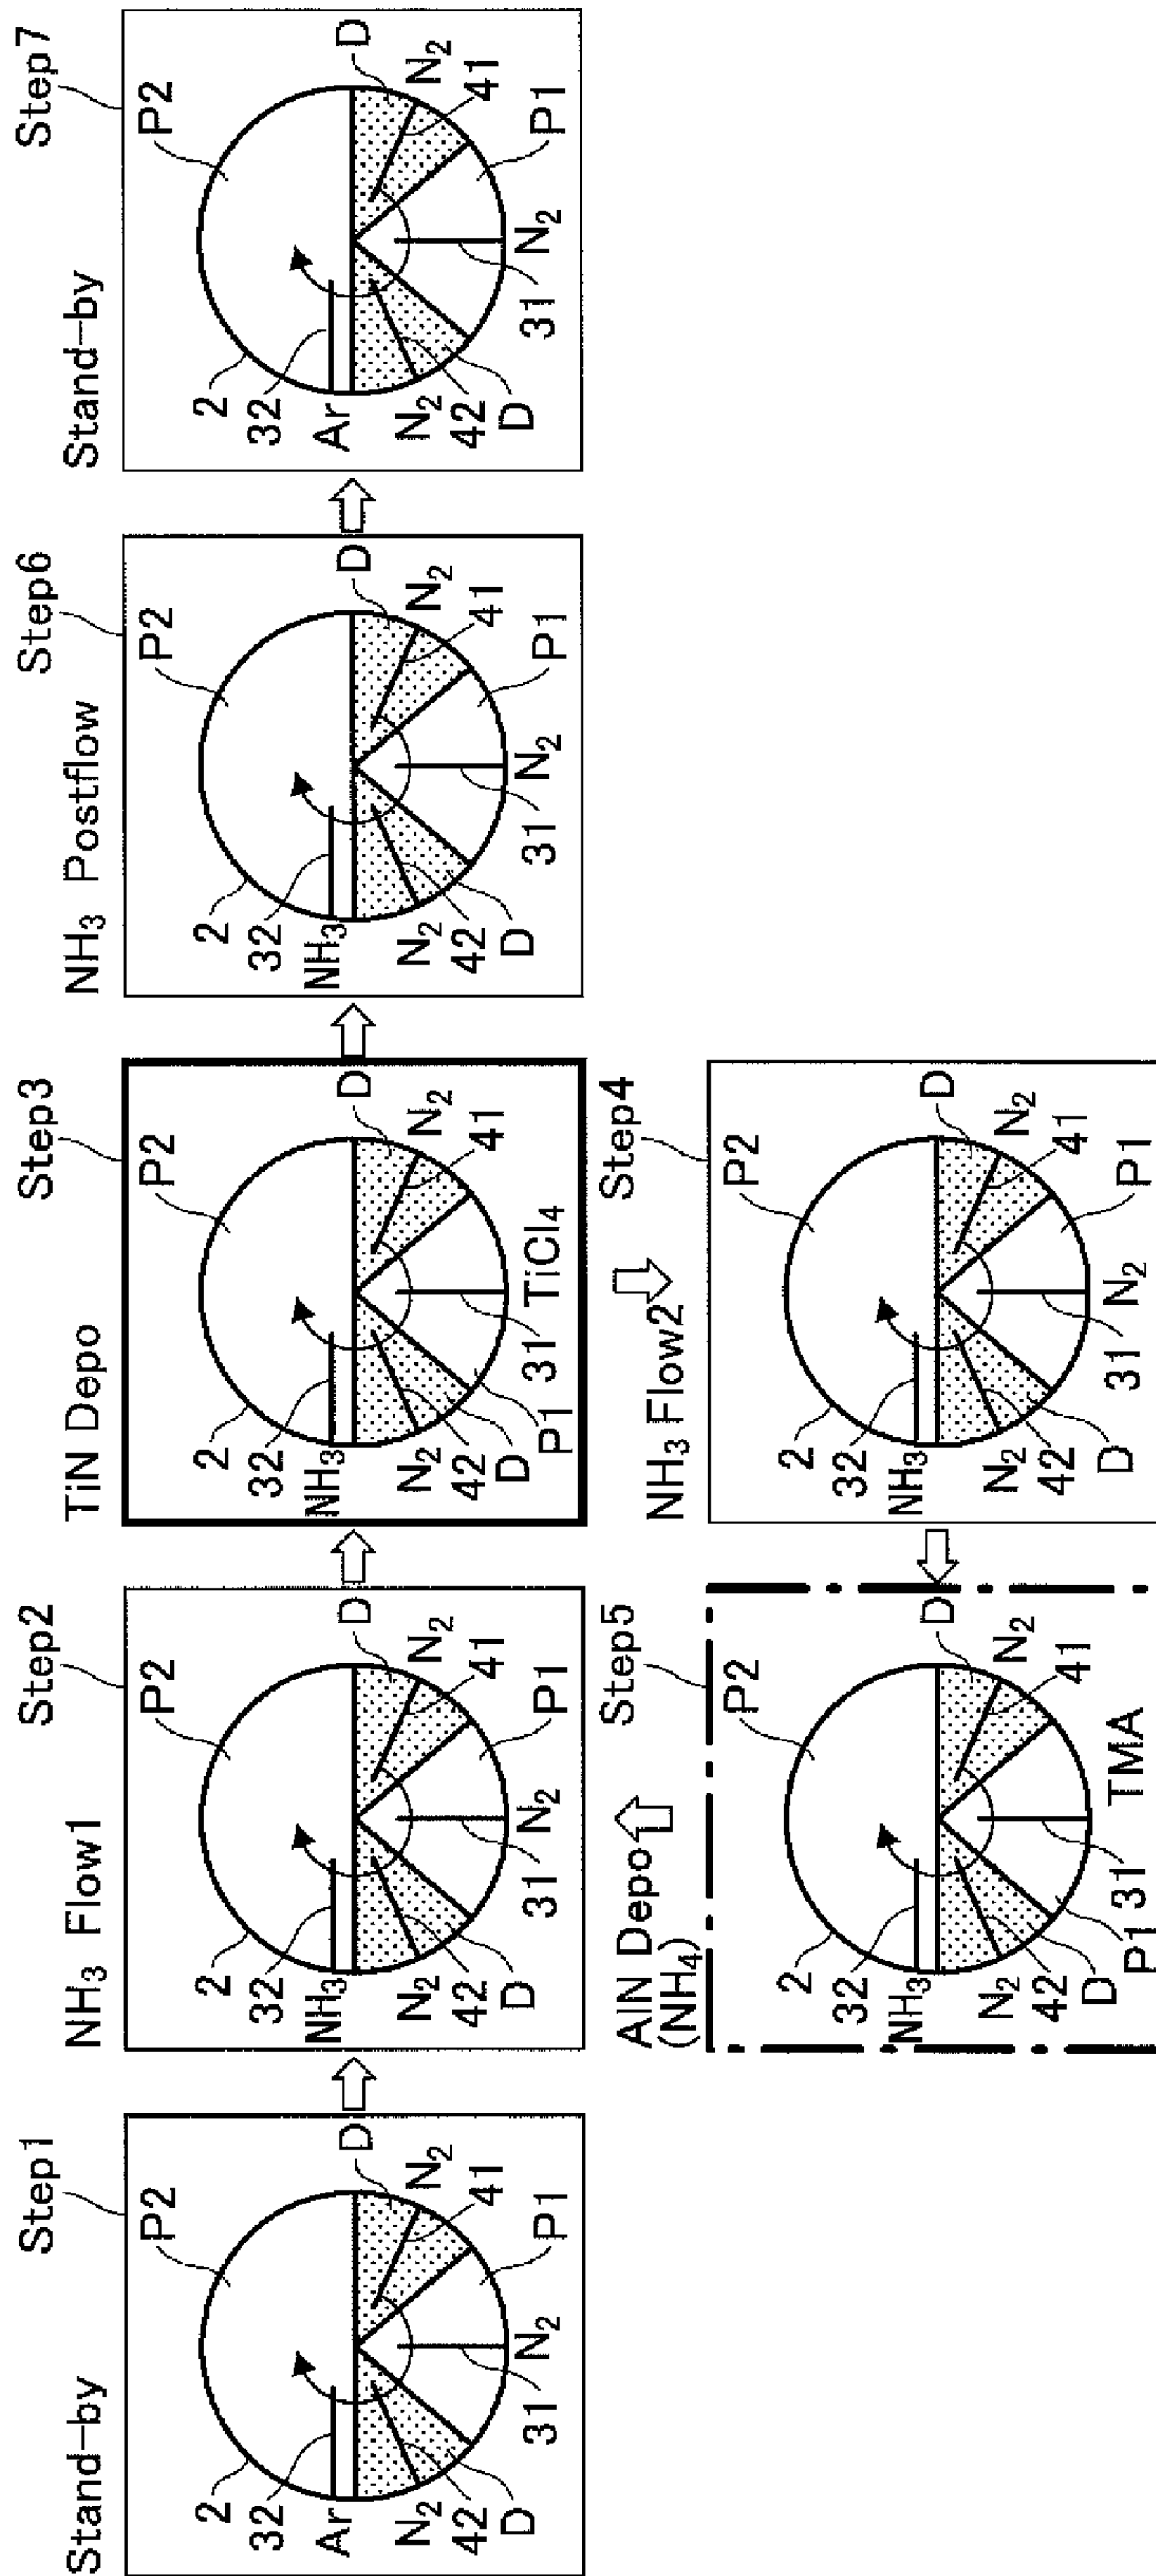 Stand-by
Step1
2
P2
32
Ar
D
N2
N2
42
41
D
31
N2
P1
NH3 Flow1
Step2
2
P2
32
NH3
D
N2
N2
42
41
D
31
N2
P1
TiN Depo
Step3
2
P2
32
NH3
D
N2
N2
42
41
D
P1
31
TiCl4
NH3 Postflow
Step6
2
P2
32
NH3
D
N2
N2
42
41
D
31
N2
P1
Stand-by
Step7
2
P2
32
Ar
D
N2
N2
42
41
D
31
N2
P1
AlN Depo
(NH4)
Step5
2
P2
32
NH3
D
N2
N2
42
41
D
P1
31
TMA
NH3 Flow2
Step4
2
P2
32
NH3
D
N2
N2
42
41
D
31
N2
P1